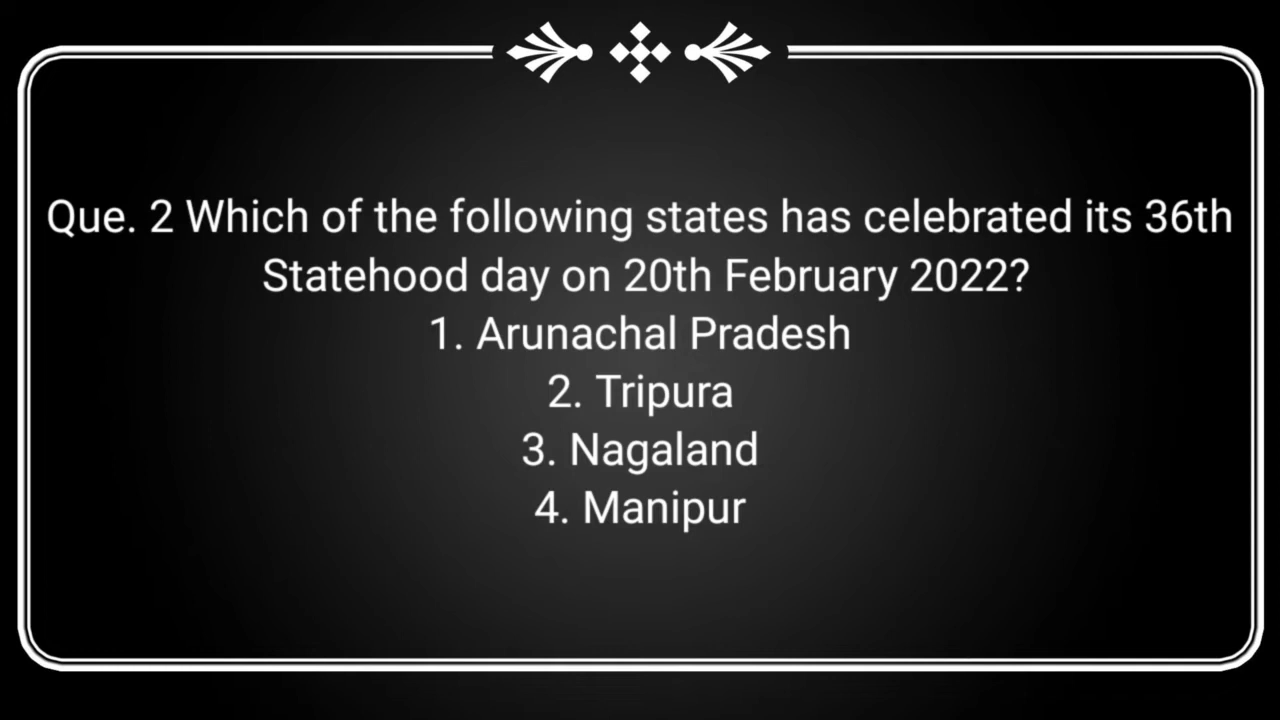 Que. 2 Which of the following states has celebrated its 36th
Statehood day on 20th February 2022?
1. Arunachal Pradesh
2. Tripura
3. Nagaland
4. Manipur